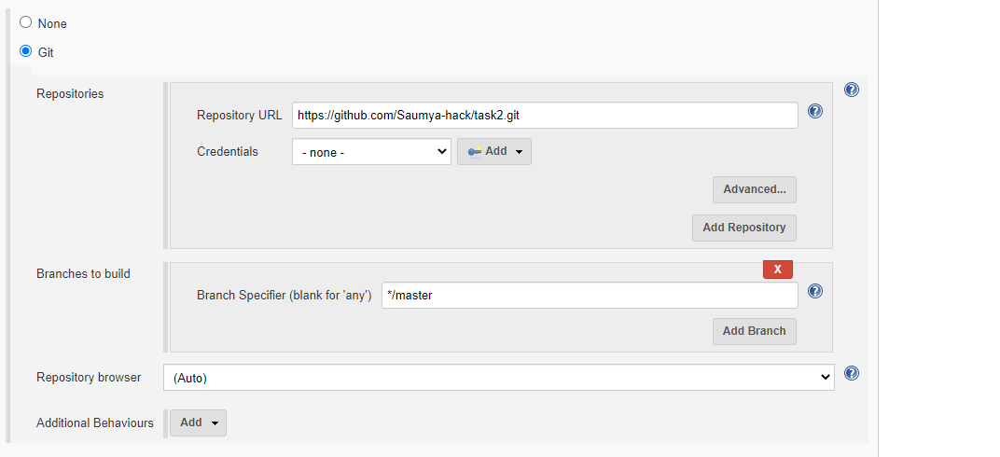 None
Git
Repositories
Repository URL https://github.com/Saumya-hack/task2.git
Credentials - none - Add
Advanced...
Add Repository
X
Branches to build
Branch Specifier (blank for 'any') */master
Add Branch
Repository browser (Auto)
Additional Behaviours Add